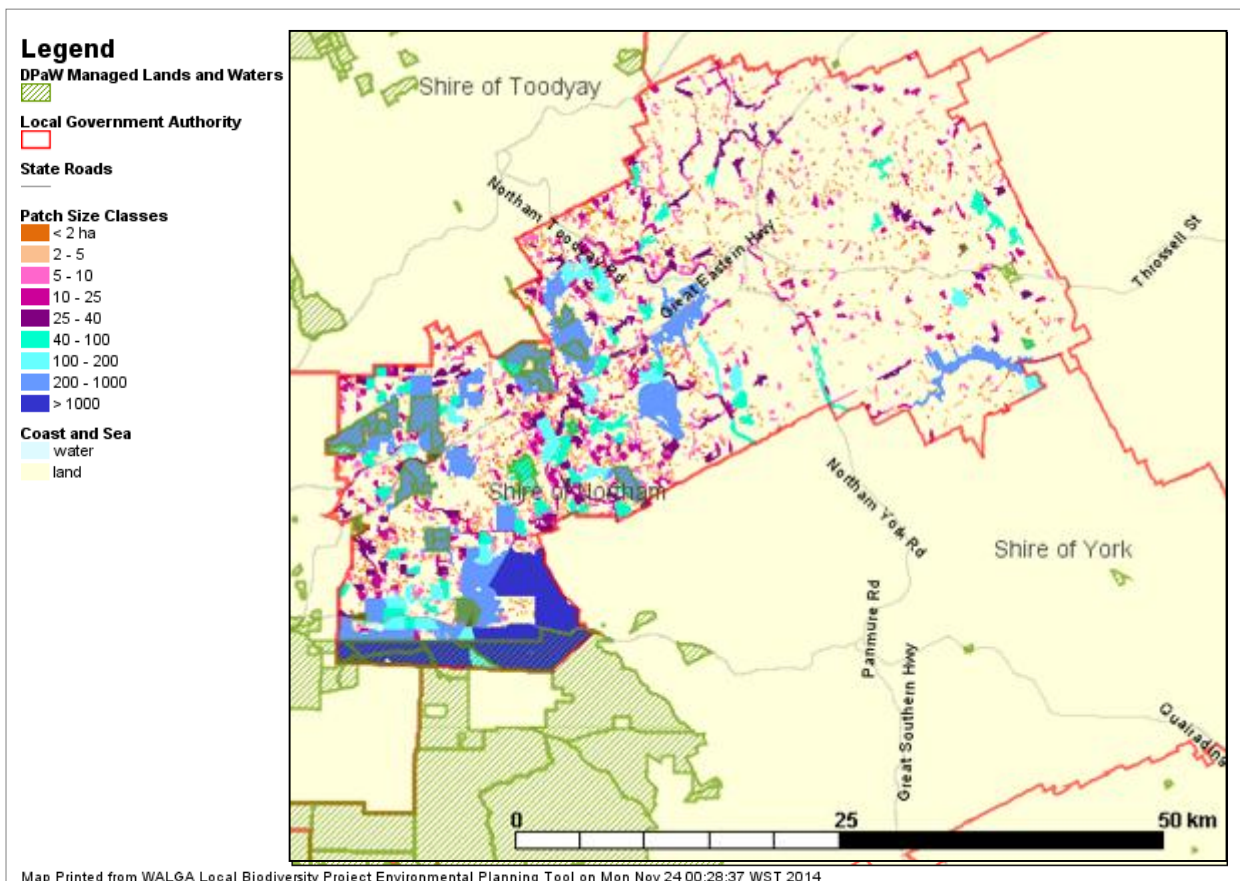 Legend
DPaW Managed Lands and Waters
Local Government Authority
State Roads
Patch Size Classes
< 2 ha
2 - 5
5 - 10
10 - 25
25 - 40
40 - 100
100 - 200
200 - 1000
> 1000
Coast and Sea
water
land
Shire of Toodyay
Northam Toodyay Rd
Great Eastern Hwy
Throssell St
Shire of Northam
Northam York Rd
Shire of York
Panmure Rd
Great Southern Hwy
Quairading
0 25 50 km
Map Printed from WALGA Local Biodiversity Project Environmental Planning Tool on Mon Nov 24 00:28:37 WST 2014